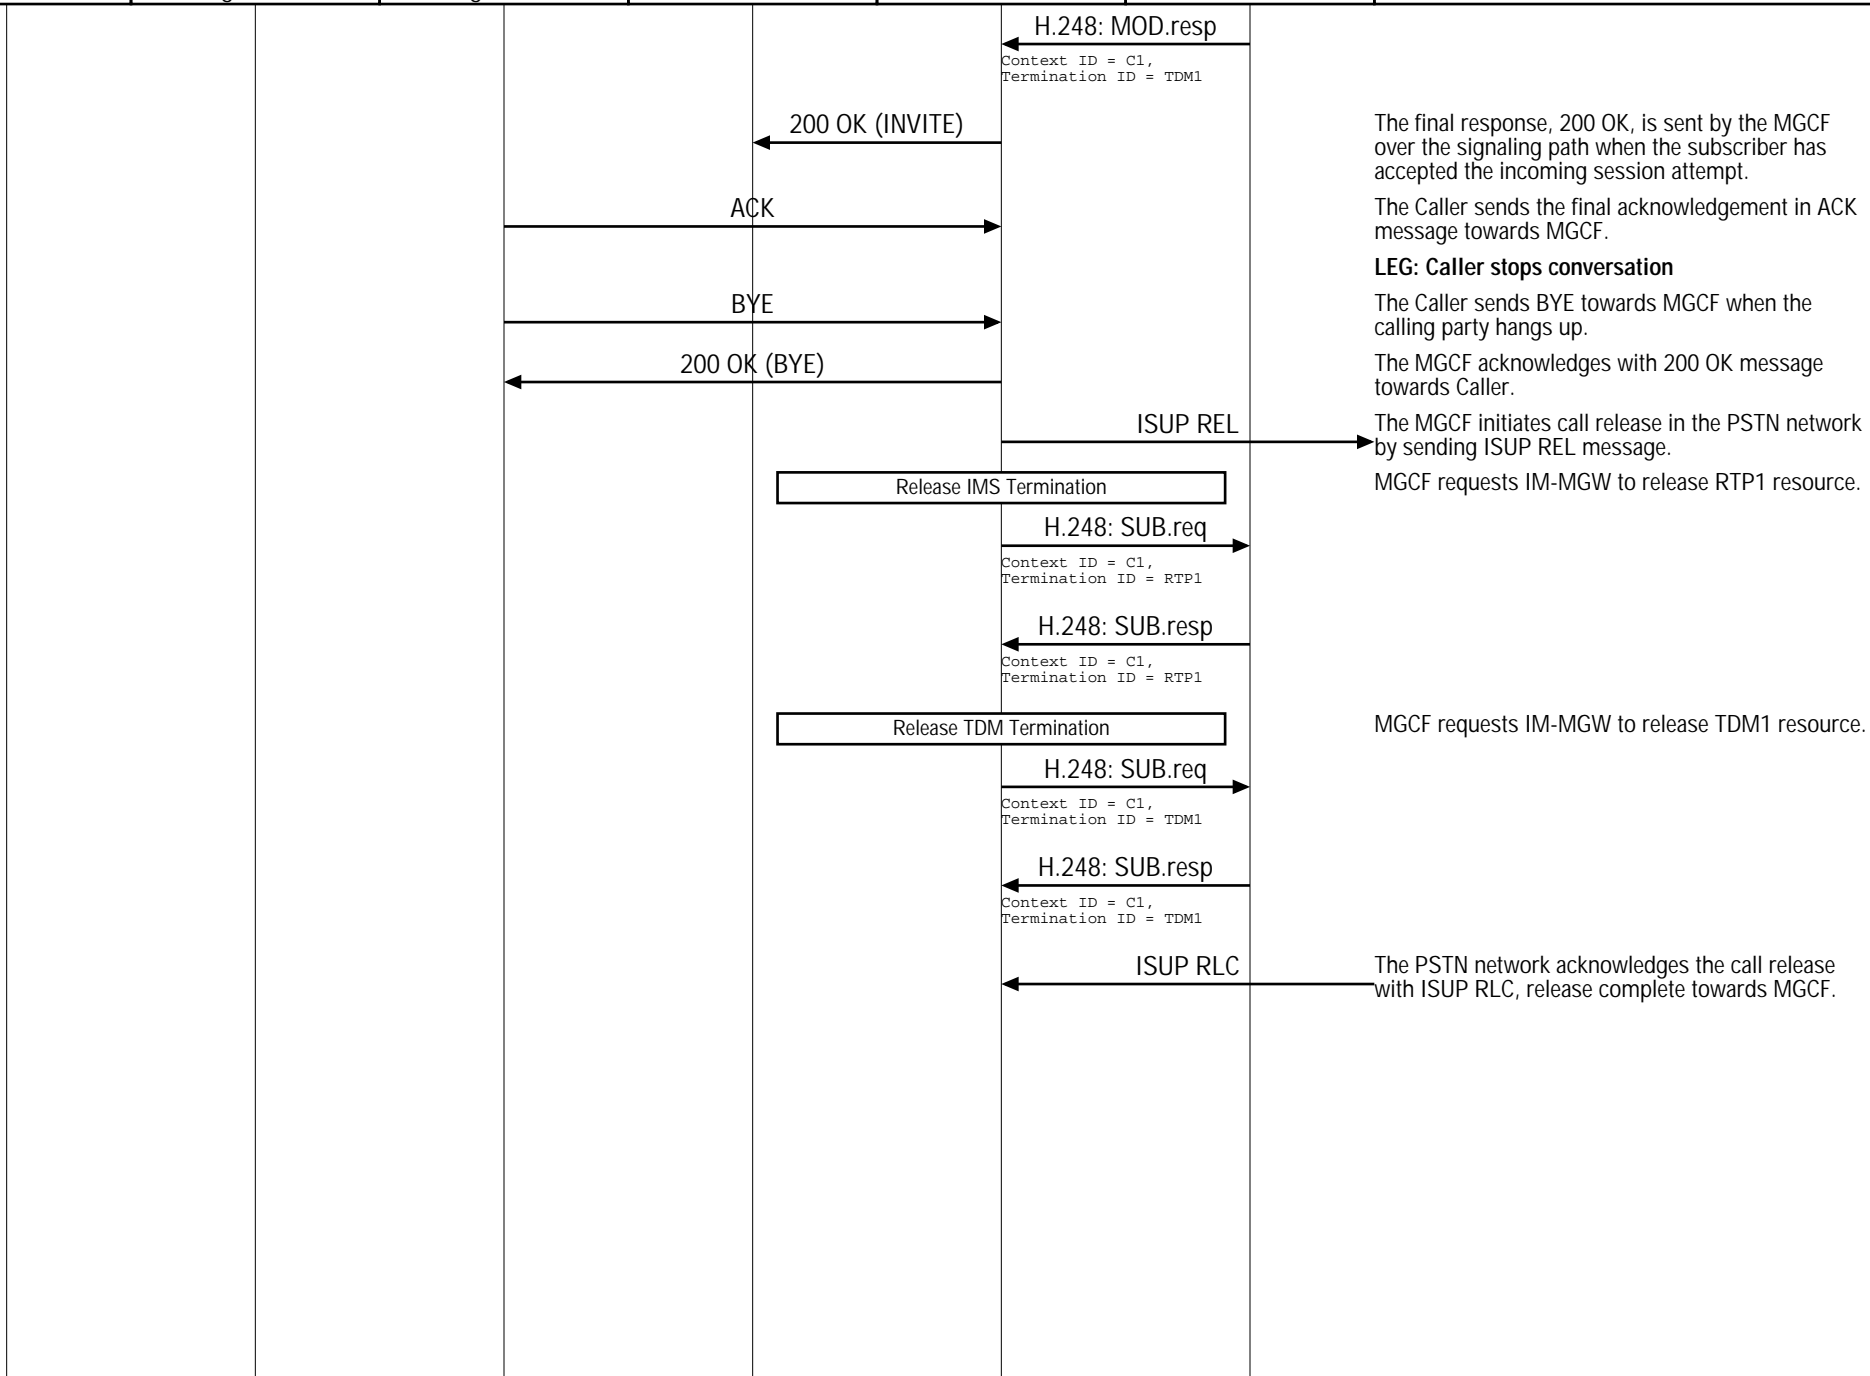 H.248: MOD.resp
Context ID = C1,
Termination ID = TDM1
200 OK (INVITE)
The final response, 200 OK, is sent by the MGCF
over the signaling path when the subscriber has
accepted the incoming session attempt.
ACK
The Caller sends the final acknowledgement in ACK
message towards MGCF.
LEG: Caller stops conversation
BYE
The Caller sends BYE towards MGCF when the
calling party hangs up.
200 OK (BYE)
The MGCF acknowledges with 200 OK message
towards Caller.
ISUP REL
The MGCF initiates call release in the PSTN network
by sending ISUP REL message.
Release IMS Termination
MGCF requests IM-MGW to release RTP1 resource.
H.248: SUB.req
Context ID = C1,
Termination ID = RTP1
H.248: SUB.resp
Context ID = C1,
Termination ID = RTP1
Release TDM Termination
MGCF requests IM-MGW to release TDM1 resource.
H.248: SUB.req
Context ID = C1,
Termination ID = TDM1
H.248: SUB.resp
Context ID = C1,
Termination ID = TDM1
ISUP RLC
The PSTN network acknowledges the call release
with ISUP RLC, release complete towards MGCF.